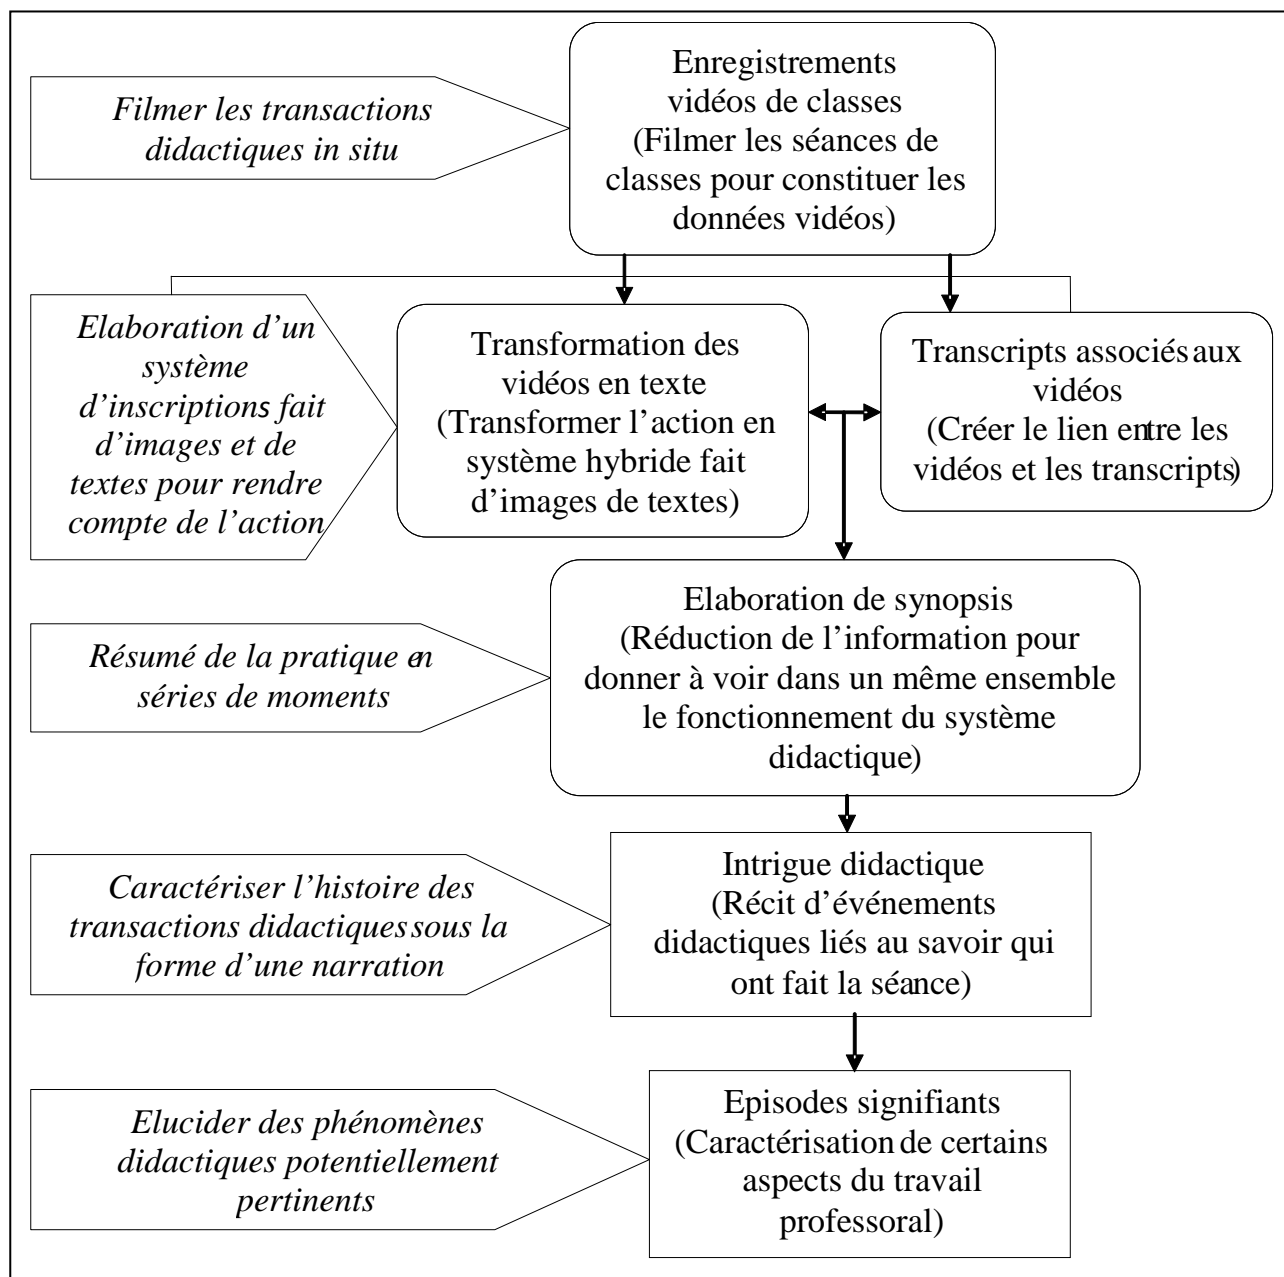 Filmer les transactions
didactiques in situ
Enregistrements
vidéos de classes
(Filmer les séances de
classes pour constituer les
données vidéos)
Elaboration d’un
système
d’inscriptions fait
d’images et de
textes pour rendre
compte de l’action
Transformation des
vidéos en texte
(Transformer l’action en
système hybride fait
d’images de textes)
Transcripts associés aux
vidéos
(Créer le lien entre les
vidéos et les transcripts)
Résumé de la pratique en
séries de moments
Elaboration de synopsis
(Réduction de l’information pour
donner à voir dans un même ensemble
le fonctionnement du système
didactique)
Caractériser l’histoire des
transactions didactiques sous la
forme d’une narration
Intrigue didactique
(Récit d’événements
didactiques liés au savoir qui
ont fait la séance)
Elucider des phénomènes
didactiques potentiellement
pertinents
Episodes signifiants
(Caractérisation de certains
aspects du travail
professoral)